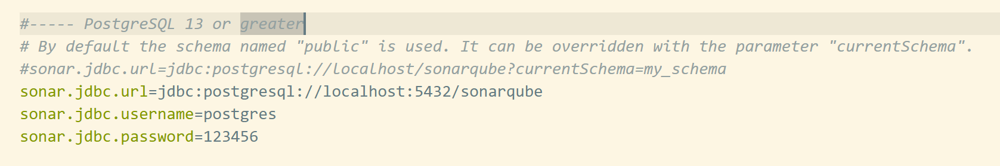 #----- PostgreSQL 13 or greater
# By default the schema named "public" is used. It can be overridden with the parameter "currentSchema".
#sonar.jdbc.url=jdbc:postgresql://localhost/sonarqube?currentSchema=my_schema
sonar.jdbc.url=jdbc:postgresql://localhost:5432/sonarqube
sonar.jdbc.username=postgres
sonar.jdbc.password=123456